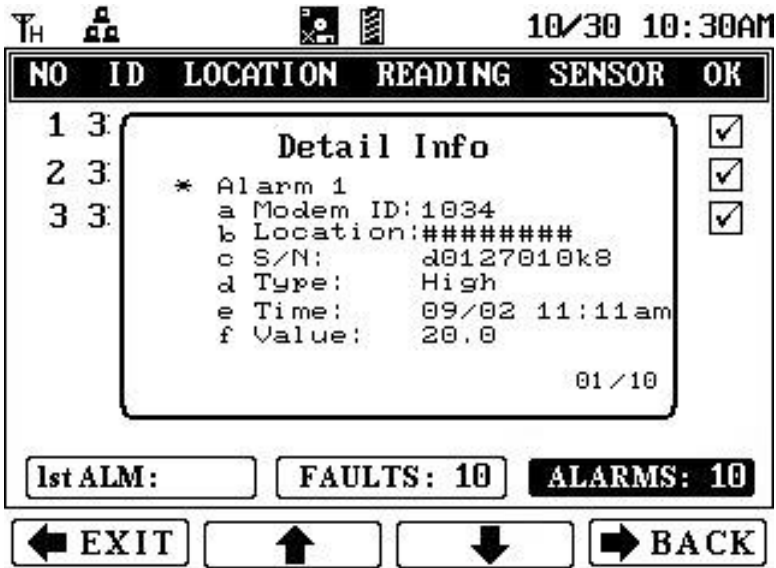 TH 10/30 10:30AM
NO ID LOCATION READING SENSOR OK
1 3
2 3
3 3
Detail Info
* Alarm 1
a Modem ID:1034
b Location:########
c S/N: d0127010k8
d Type: High
e Time: 09/02 11:11am
f Value: 20.0
01/10
1st ALM: FAULTS: 10 ALARMS: 10
EXIT BACK